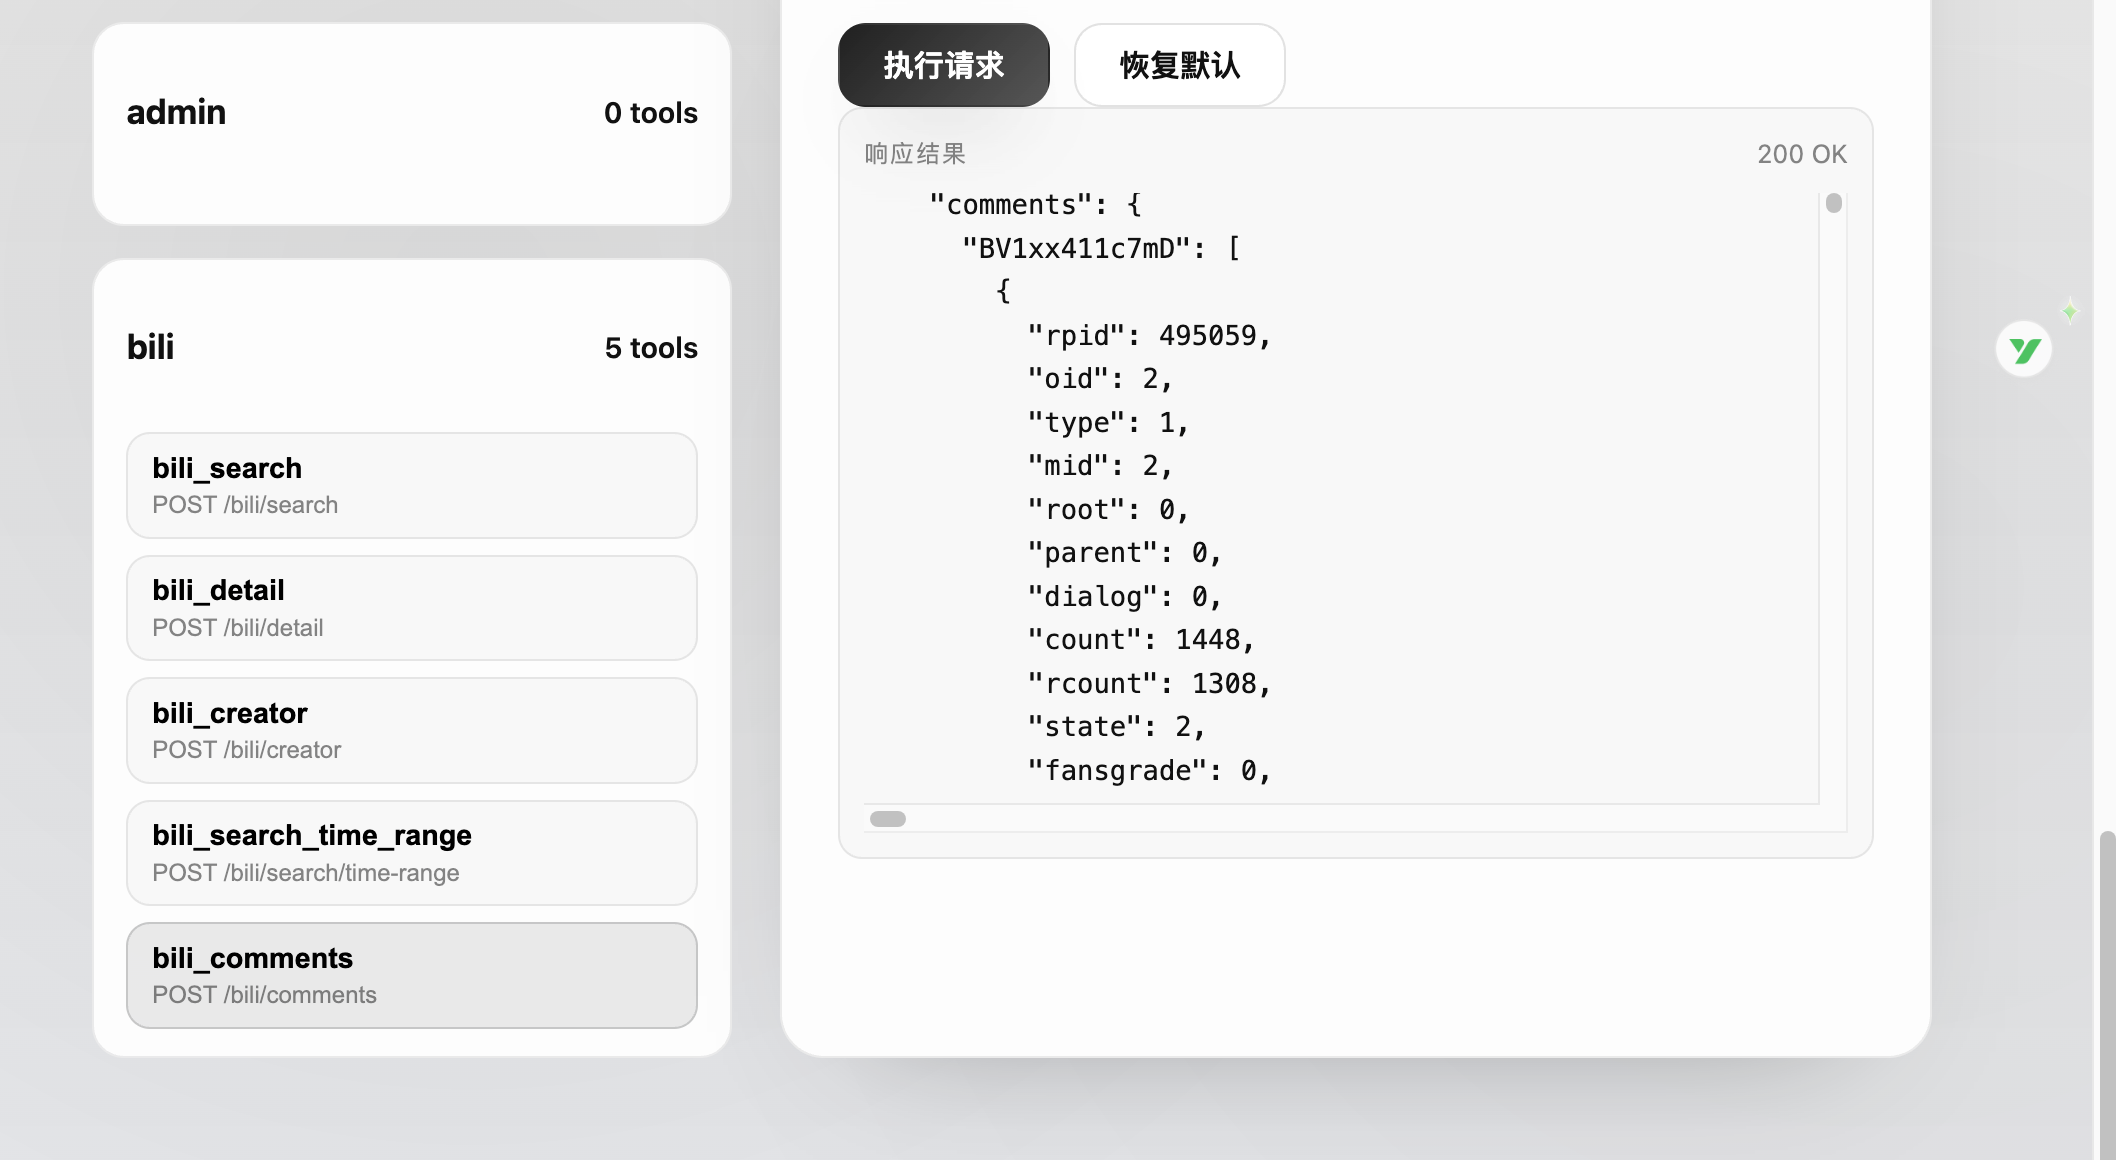 admin
0 tools
bili
5 tools
bili_search
POST /bili/search
bili_detail
POST /bili/detail
bili_creator
POST /bili/creator
bili_search_time_range
POST /bili/search/time-range
bili_comments
POST /bili/comments
执行请求
恢复默认
响应结果
200 OK
"comments": {
"BV1xx411c7mD": [
{
"rpid": 495059,
"oid": 2,
"type": 1,
"mid": 2,
"root": 0,
"parent": 0,
"dialog": 0,
"count": 1448,
"rcount": 1308,
"state": 2,
"fansgrade": 0,